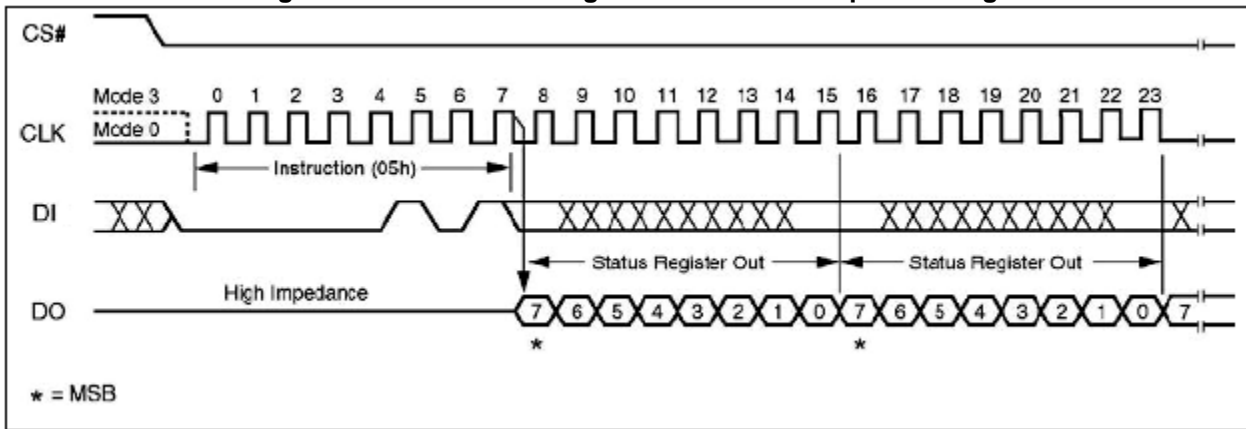 CS#
Mode 3 0 1 2 3 4 5 6 7 8 9 10 11 12 13 14 15 16 17 18 19 20 21 22 23
CLK Mode 0
Instruction (05h)
DI
Status Register Out Status Register Out
High Impedance
DO 7 6 5 4 3 2 1 0 7 6 5 4 3 2 1 0 7
* *
* = MSB